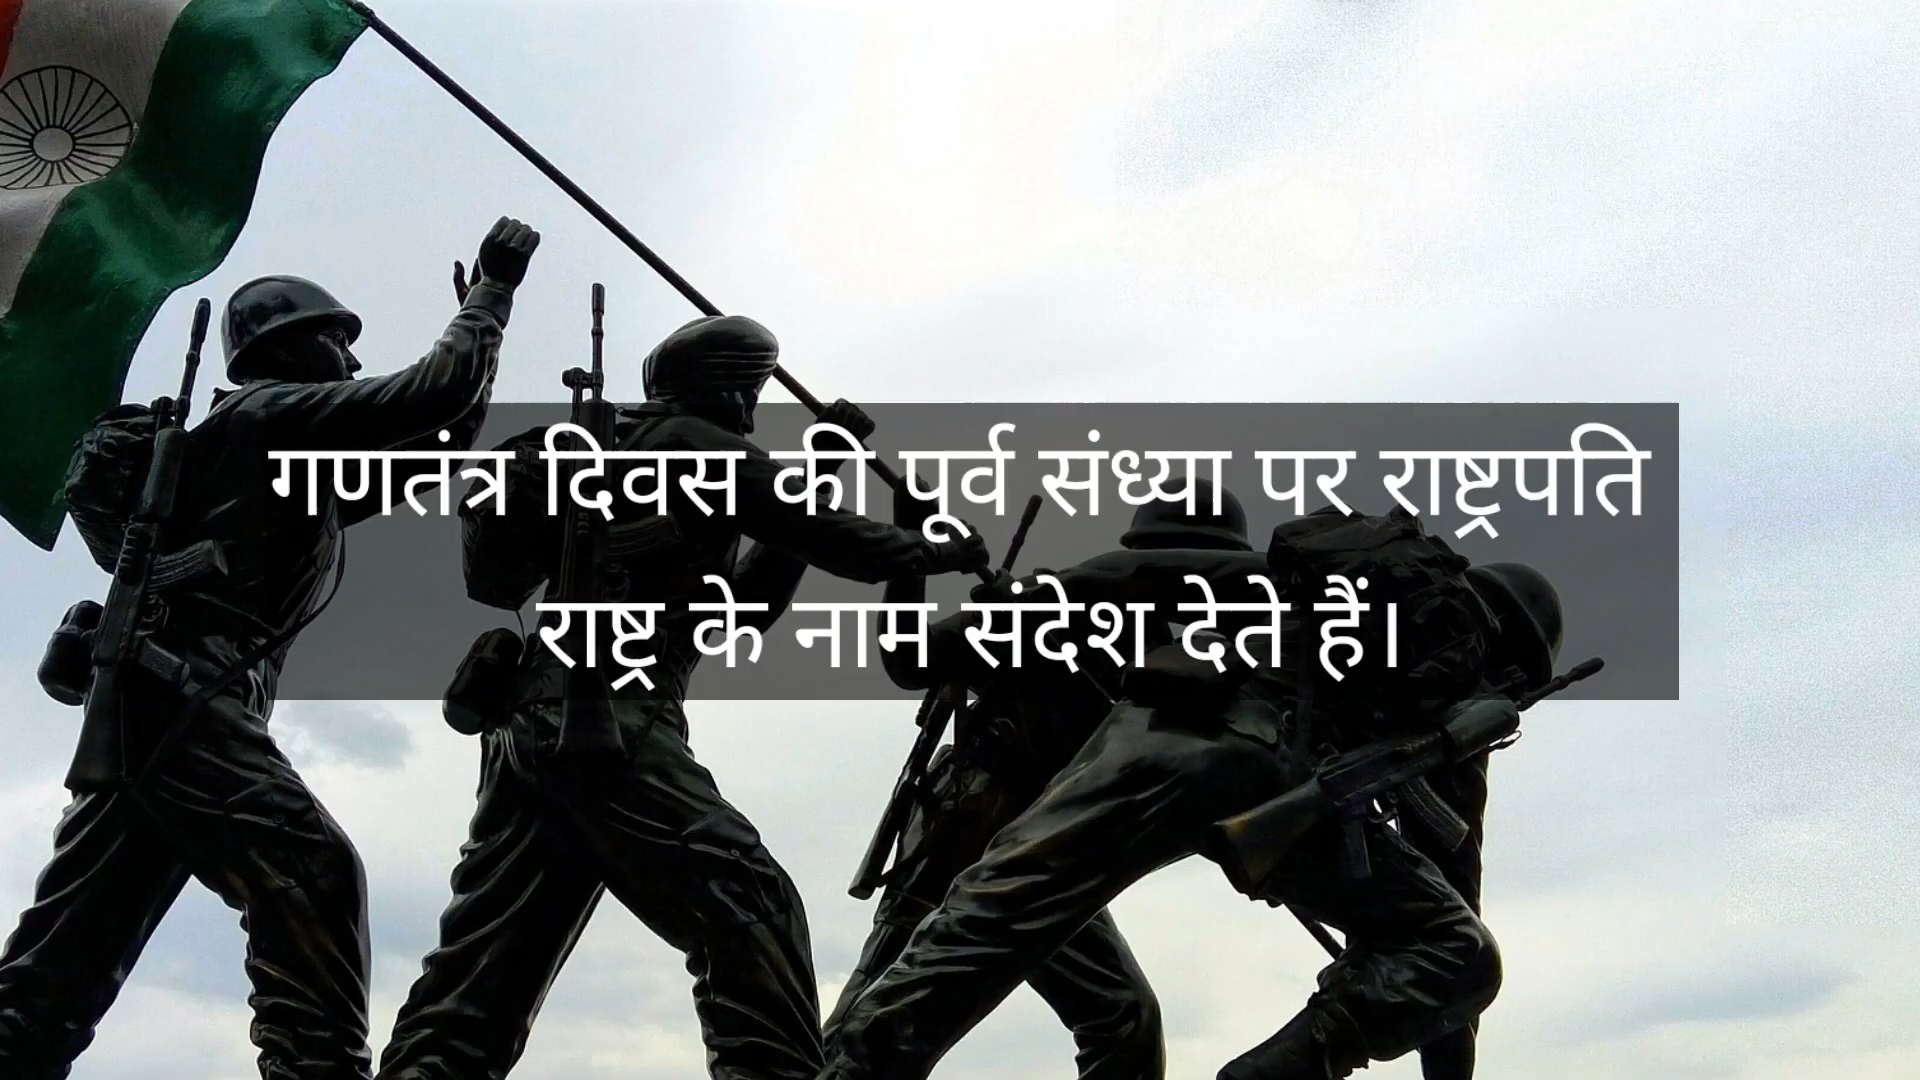 गणतंत्र दिवस की पूर्व संध्या पर राष्ट्रपति
राष्ट्र के नाम संदेश देते हैं।